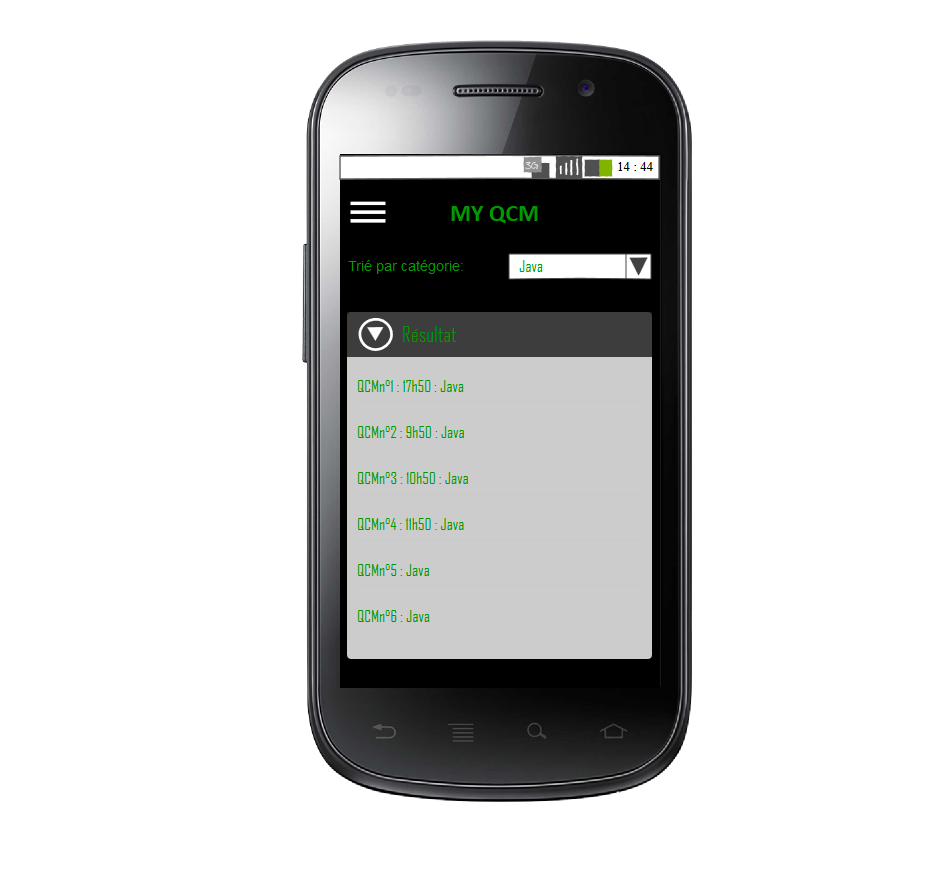 3G 14 : 44
MY QCM
Trié par catégorie: Java
Résultat
QCMn°1 : 17h50 : Java
QCMn°2 : 9h50 : Java
QCMn°3 : 10h50 : Java
QCMn°4 : 11h50 : Java
QCMn°5 : Java
QCMn°6 : Java